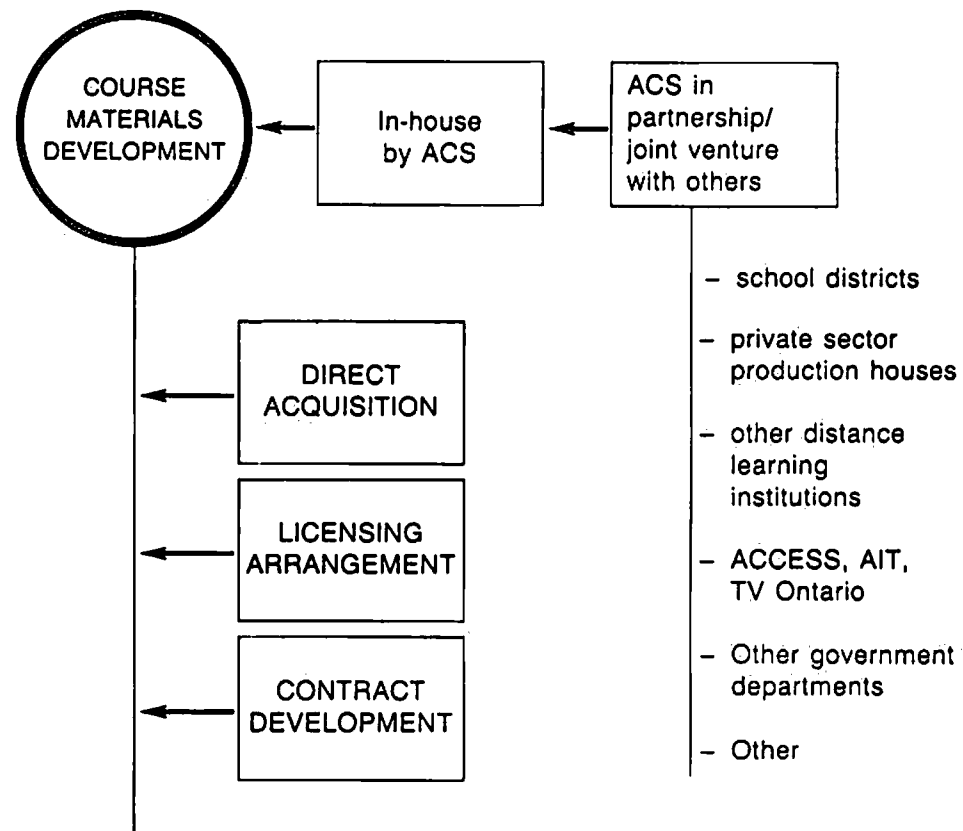 COURSE
MATERIALS
DEVELOPMENT
In-house
by ACS
ACS in
partnership/
joint venture
with others
– school districts
– private sector
production houses
– other distance
learning
institutions
– ACCESS, AIT,
TV Ontario
– Other government
departments
– Other
DIRECT
ACQUISITION
LICENSING
ARRANGEMENT
CONTRACT
DEVELOPMENT